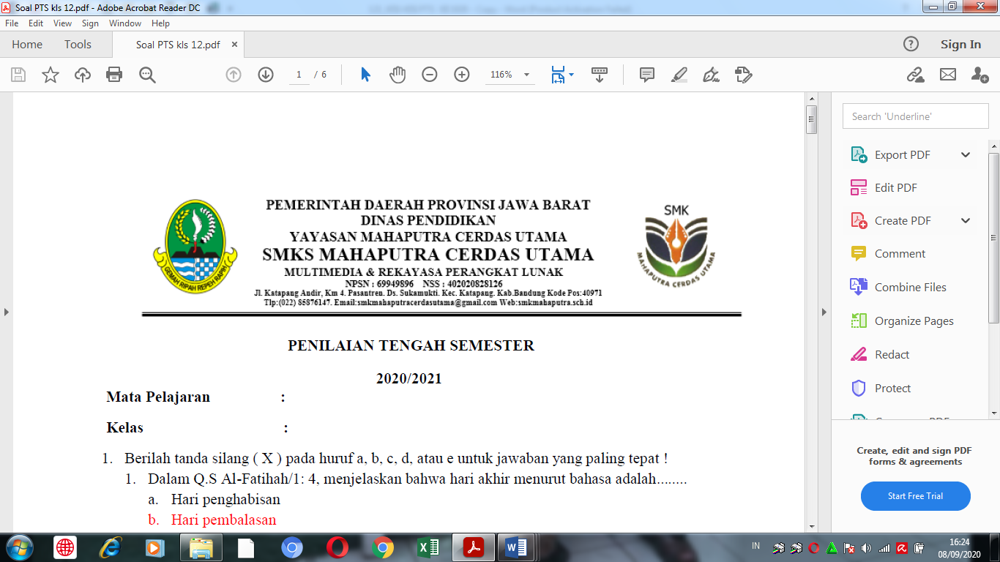 Soal PTS kls 12.pdf - Adobe Acrobat Reader DC
File Edit View Sign Window Help
Home Tools Soal PTS kls 12.pdf × ? Sign In
1 / 6 116%
Search 'Underline'
Export PDF
Edit PDF
Create PDF
Comment
Combine Files
Organize Pages
Redact
Protect
Create, edit and sign PDF
forms & agreements
Start Free Trial
GEMAH RIPAH REPEH RAPIH
PEMERINTAH DAERAH PROVINSI JAWA BARAT
DINAS PENDIDIKAN
YAYASAN MAHAPUTRA CERDAS UTAMA
SMKS MAHAPUTRA CERDAS UTAMA
MULTIMEDIA & REKAYASA PERANGKAT LUNAK
NPSN : 69949896 NSS : 402020828126
Jl. Katapang Andir, Km 4. Pasantren. Ds. Sukamukti. Kec. Katapang. Kab.Bandung Kode Pos:40971
Tlp:(022) 85876147. Email:smkmahaputracerdasutama@gmail.com Web:smkmahaputra.sch.id
SMK
MAHAPUTRA CERDAS UTAMA
PENILAIAN TENGAH SEMESTER
2020/2021
Mata Pelajaran :
Kelas :
1. Berilah tanda silang ( X ) pada huruf a, b, c, d, atau e untuk jawaban yang paling tepat !
1. Dalam Q.S Al-Fatihah/1: 4, menjelaskan bahwa hari akhir menurut bahasa adalah........
a. Hari penghabisan
b. Hari pembalasan
IN
16:24
08/09/2020